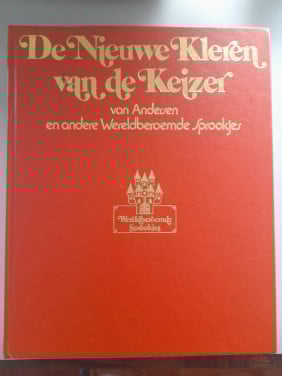 De Nieuwe Kleren
van de Keizer
van Andersen
en andere Wereldberoemde Sprookjes
Wereldberoemde
Sprookjes